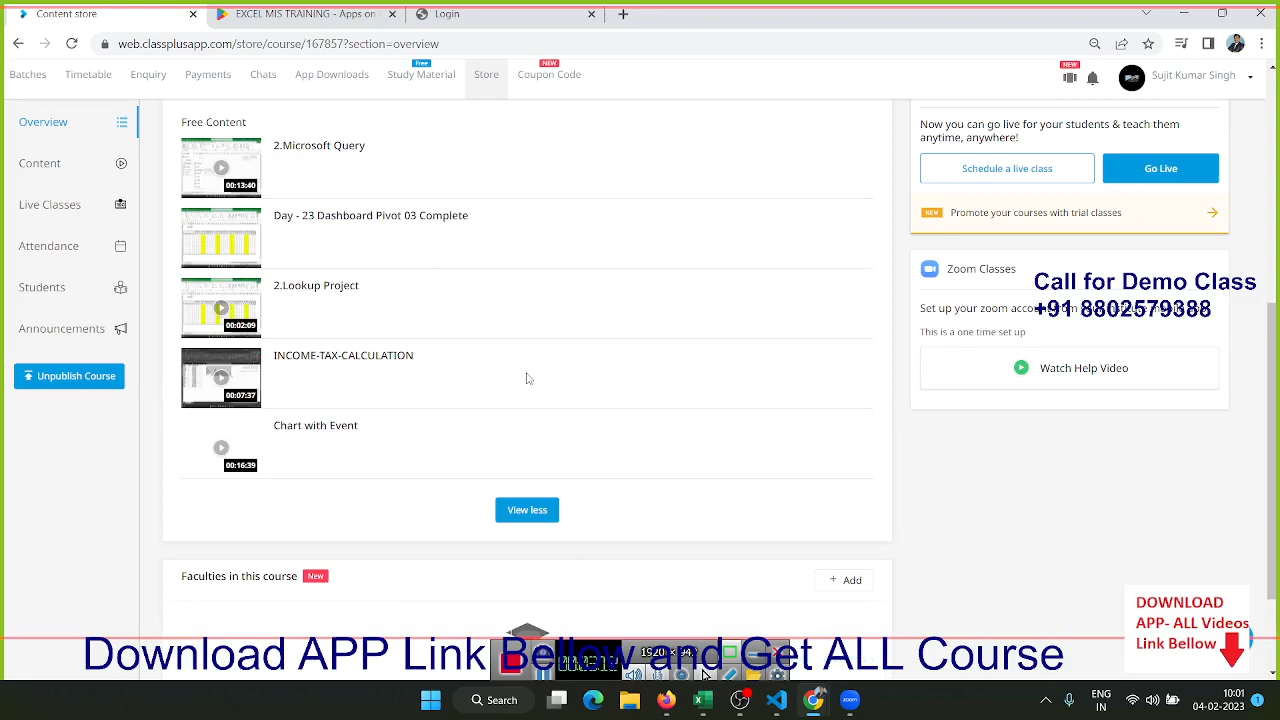 Content store
EXCEL MIS TRAINING - Apps on
Login
web.classplusapp.com/store/course/167857?section=overview
Batches
Timetable
Enquiry
Payments
Chats
App Downloads
Free
Study Material
Store
NEW
Coupon Code
NEW
Sujit Kumar Singh
Overview
Content
Live Classes
Attendance
Students
Announcements
Unpublish Course
Free Content
2.Microsoft Query
00:13:40
Day - 23 Dashboard Pivot 03 Comple
2.Lookup Project
00:02:09
INCOME-TAX-CALCULATION
00:07:37
Chart with Event
00:16:39
View less
Faculties in this course
New
+ Add
Now you can go live for your students & teach them
anytime, anywhere!
Schedule a live class
Go Live
NEW
Promote your courses with trial classes
Zoom Classes
Call for Demo Class
+91 8802579388
Set up your zoom acco
This is a one time set up
Watch Help Video
DOWNLOAD
APP- ALL Videos
Link Bellow
Download APP Link Bellow and Get ALL Course
Search
ENG
IN
10:01
04-02-2023